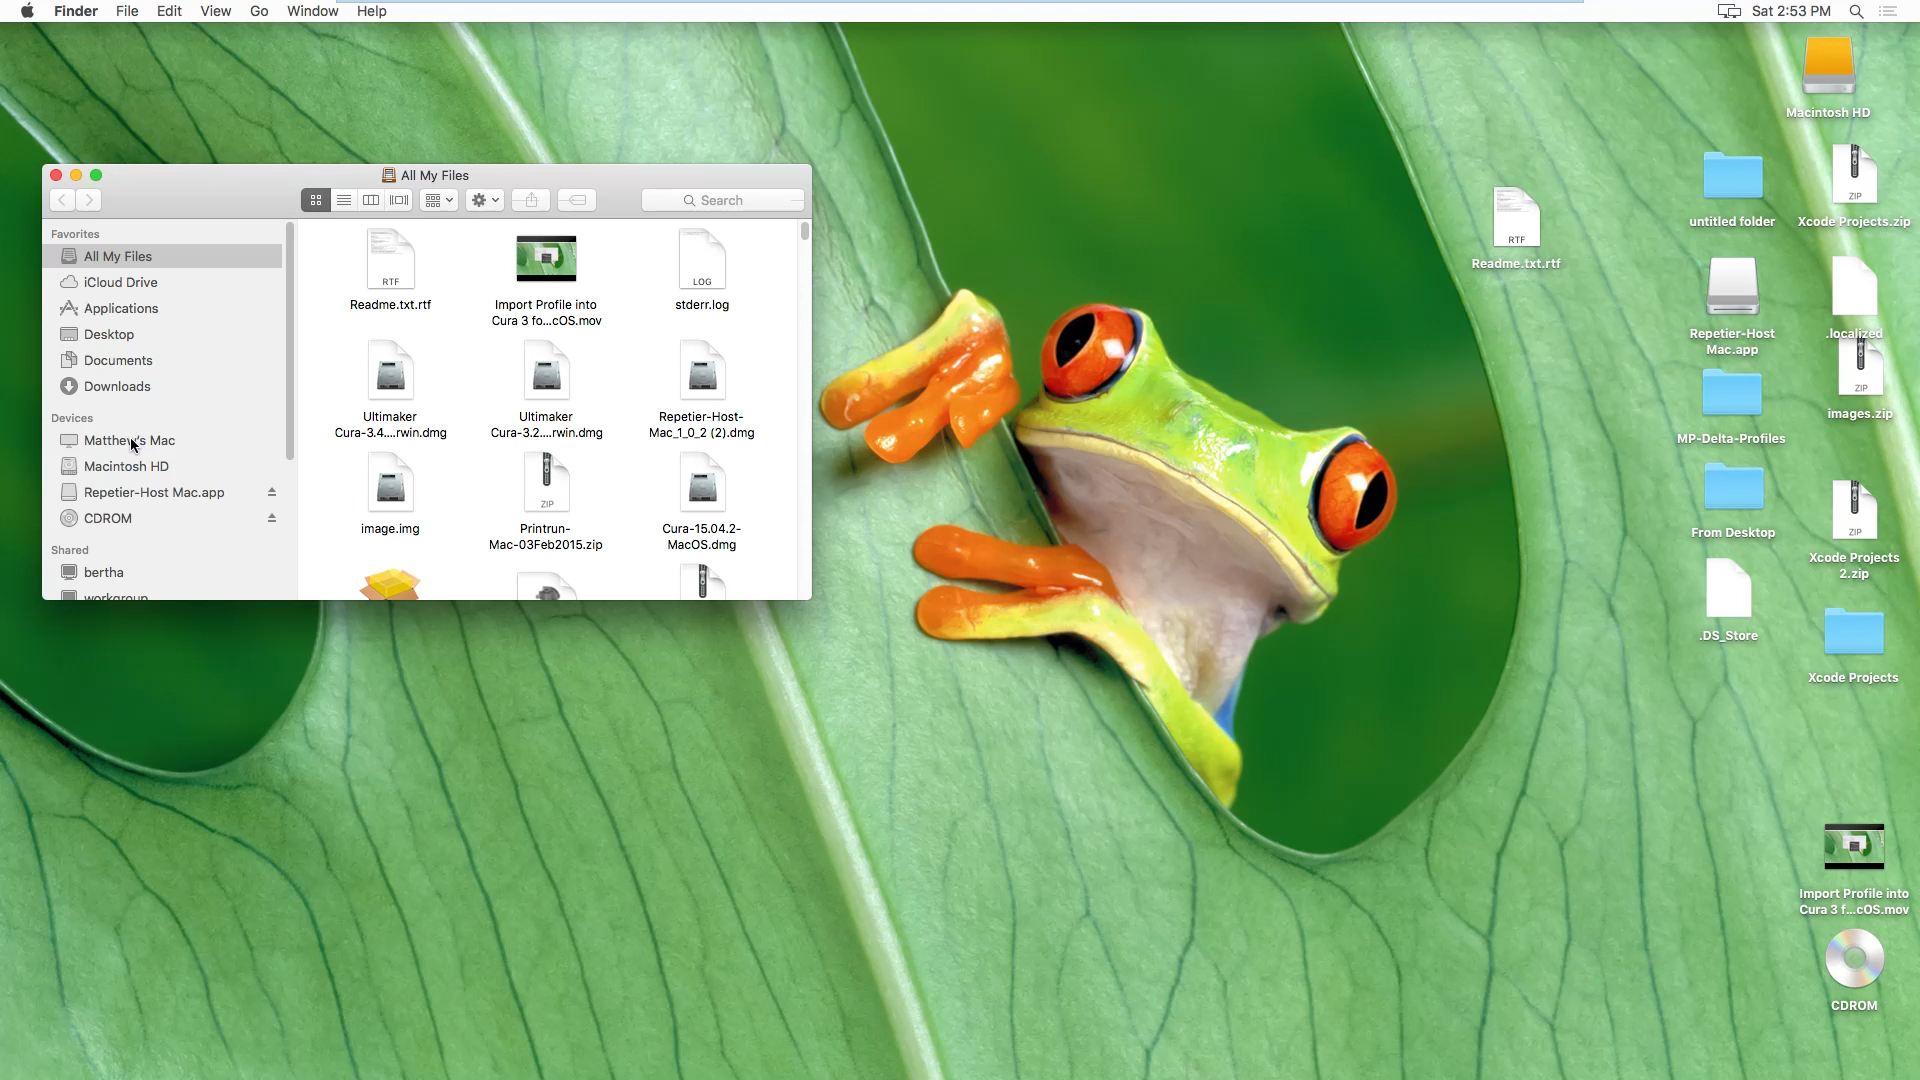 Finder File Edit View Go Window Help
Sat 2:53 PM
All My Files
Search
Favorites
All My Files
iCloud Drive
Applications
Desktop
Documents
Downloads
Devices
Matthew's Mac
Macintosh HD
Repetier-Host Mac.app
CDROM
Shared
bertha
workgroup
RTF
Readme.txt.rtf
Import Profile into
Cura 3 fo...cOS.mov
LOG
stderr.log
Ultimaker
Cura-3.4....rwin.dmg
Ultimaker
Cura-3.2....rwin.dmg
Repetier-Host-
Mac_1_0_2 (2).dmg
image.img
ZIP
Printrun-
Mac-03Feb2015.zip
Cura-15.04.2-
MacOS.dmg
RTF
Readme.txt.rtf
Macintosh HD
untitled folder
ZIP
Xcode Projects.zip
Repetier-Host
Mac.app
.localized
ZIP
images.zip
MP-Delta-Profiles
From Desktop
ZIP
Xcode Projects
2.zip
.DS_Store
Xcode Projects
Import Profile into
Cura 3 f...cOS.mov
CDROM